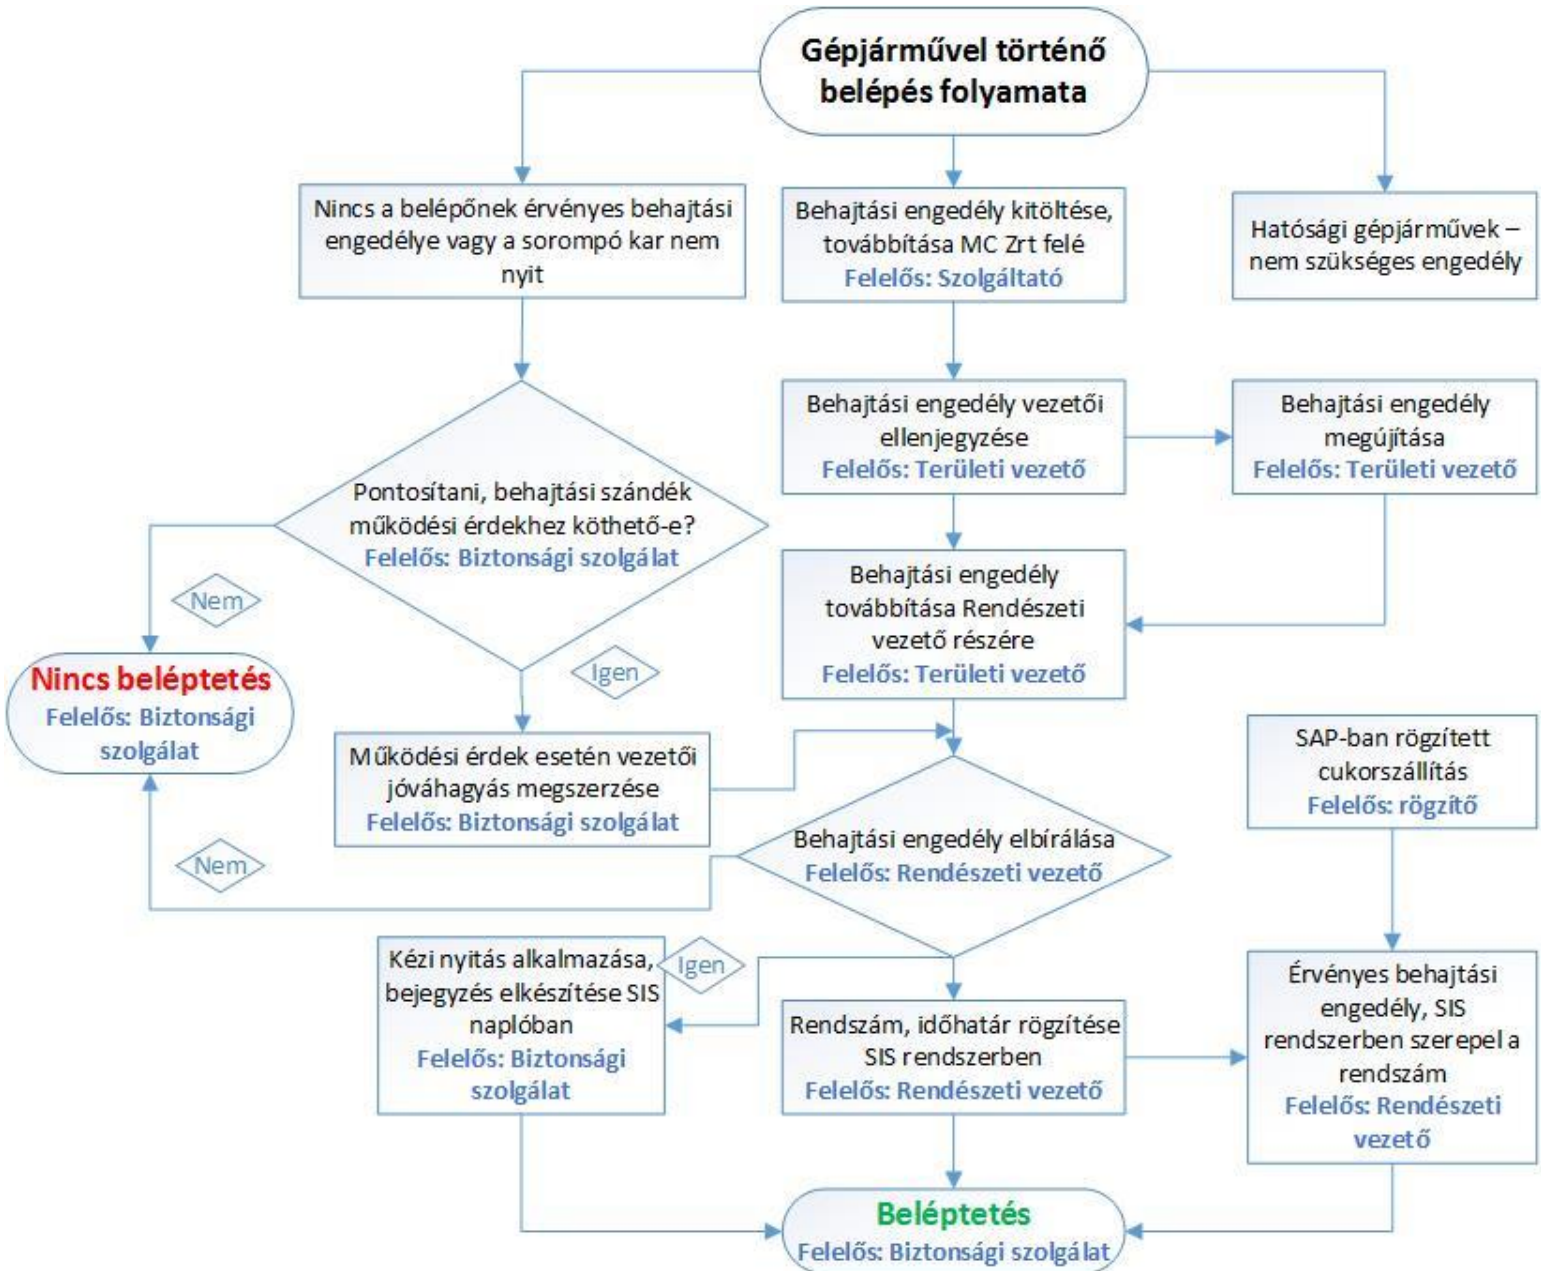 Gépjárművel történő
belépés folyamata
Nincs a belépőnek érvényes behajtási
engedélye vagy a sorompó kar nem
nyit
Behajtási engedély kitöltése,
továbbítása MC Zrt felé
Felelős: Szolgáltató
Hatósági gépjárművek –
nem szükséges engedély
Pontosítani, behajtási szándék
működési érdekhez köthető-e?
Felelős: Biztonsági szolgálat
Behajtási engedély vezetői
ellenjegyzése
Felelős: Területi vezető
Behajtási engedély
megújítása
Felelős: Területi vezető
Nem
Igen
Behajtási engedély
továbbítása Rendészeti
vezető részére
Felelős: Területi vezető
Nincs beléptetés
Felelős: Biztonsági
szolgálat
Működési érdek esetén vezetői
jóváhagyás megszerzése
Felelős: Biztonsági szolgálat
SAP-ban rögzített
cukorszállítás
Felelős: rögzítő
Nem
Behajtási engedély elbírálása
Felelős: Rendészeti vezető
Kézi nyitás alkalmazása,
bejegyzés elkészítése SIS
naplóban
Felelős: Biztonsági
szolgálat
Igen
Rendszám, időhatár rögzítése
SIS rendszerben
Felelős: Rendészeti vezető
Érvényes behajtási
engedély, SIS
rendszerben szerepel a
rendszám
Felelős: Rendészeti
vezető
Beléptetés
Felelős: Biztonsági szolgálat